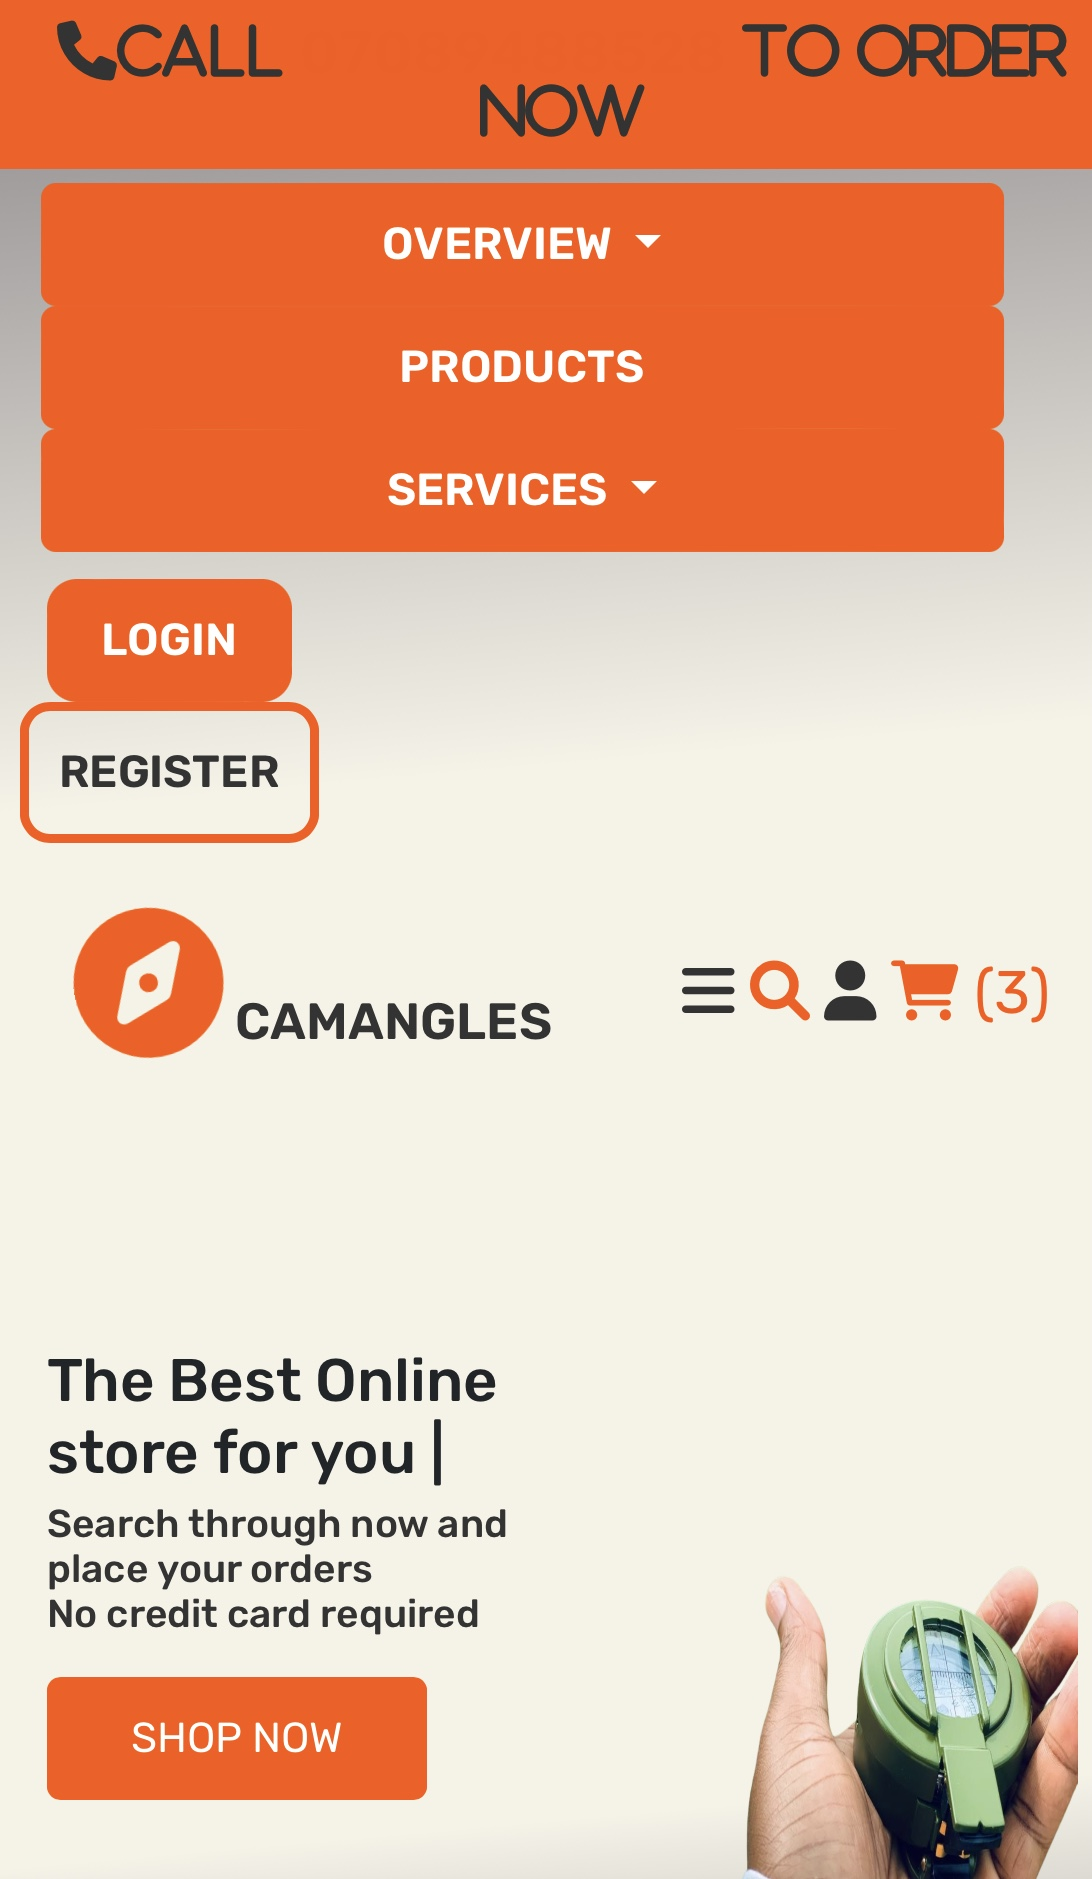 CALL TO ORDER
NOW
OVERVIEW
PRODUCTS
SERVICES
LOGIN
REGISTER
CAMANGLES
(3)
The Best Online
store for you |
Search through now and
place your orders
No credit card required
SHOP NOW